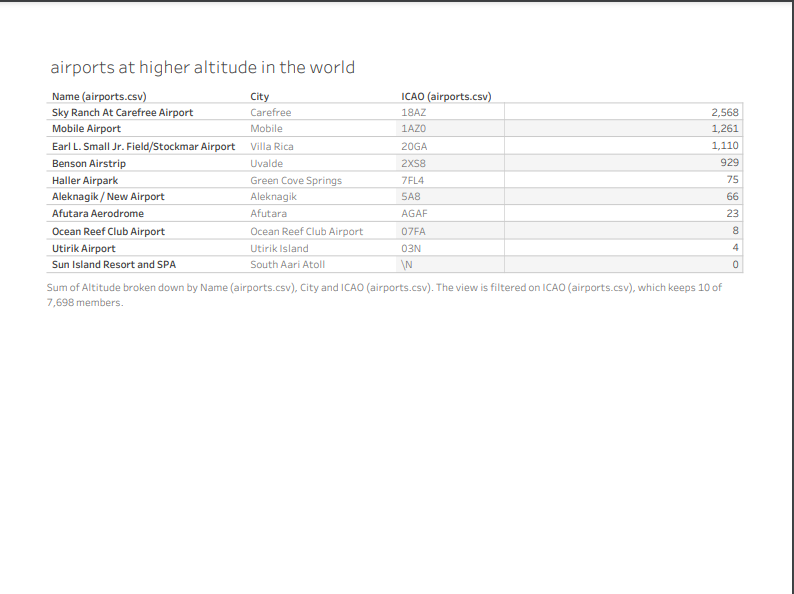 airports at higher altitude in the world
Name (airports.csv) City ICAO (airports.csv)
Sky Ranch At Carefree Airport Carefree 18AZ 2,568
Mobile Airport Mobile 1AZ0 1,261
Earl L. Small Jr. Field/Stockmar Airport Villa Rica 20GA 1,110
Benson Airstrip Uvalde 2XS8 929
Haller Airpark Green Cove Springs 7FL4 75
Aleknagik / New Airport Aleknagik 5A8 66
Afutara Aerodrome Afutara AGAF 23
Ocean Reef Club Airport Ocean Reef Club Airport 07FA 8
Utirik Airport Utirik Island 03N 4
Sun Island Resort and SPA South Aari Atoll \N 0
Sum of Altitude broken down by Name (airports.csv), City and ICAO (airports.csv). The view is filtered on ICAO (airports.csv), which keeps 10 of
7,698 members.